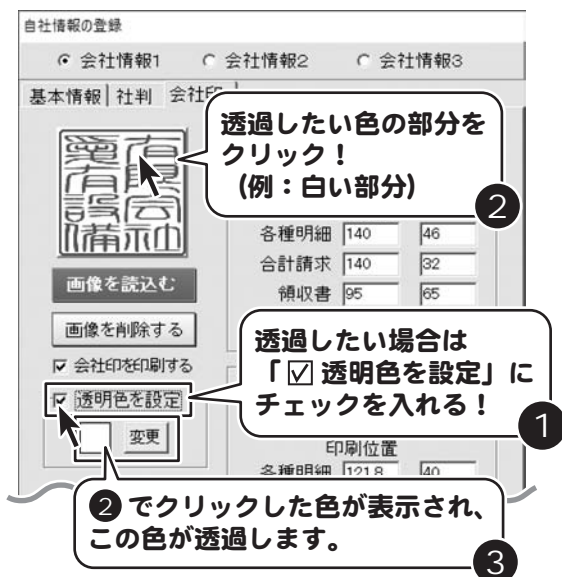 自社情報の登録
会社情報1 会社情報2 会社情報3
基本情報 社判 会社印
透過したい色の部分を
クリック!
(例:白い部分)
2
有限会社
愛有設備
各種明細 140 46
合計請求 140 32
領収書 95 65
画像を読込む
画像を削除する
会社印を印刷する
透明色を設定
変更
透過したい場合は
「☑ 透明色を設定」に
チェックを入れる!
1
印刷位置
各種明細 121.8 40
2 でクリックした色が表示され、
この色が透過します。
3